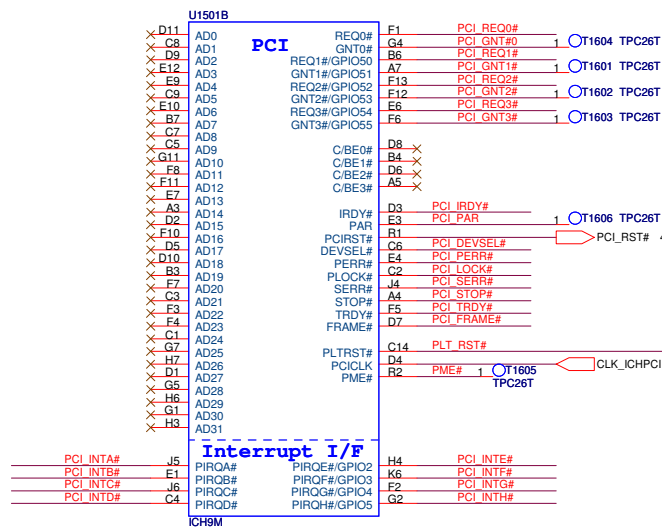 U1501B
PCI
D11 AD0 REQ0# F1 PCI_REQ0#
C8 AD1 GNT0# G4 PCI_GNT#0 1 T1604 TPC26T
D9 AD2 REQ1#/GPIO50 B6 PCI_REQ1#
E12 AD3 GNT1#/GPIO51 A7 PCI_GNT1# 1 T1601 TPC26T
E9 AD4 REQ2#/GPIO52 F13 PCI_REQ2#
C9 AD5 GNT2#/GPIO53 F12 PCI_GNT2# 1 T1602 TPC26T
E10 AD6 REQ3#/GPIO54 E6 PCI_REQ3#
B7 AD7 GNT3#/GPIO55 F6 PCI_GNT3# 1 T1603 TPC26T
C7 AD8
C5 AD9 C/BE0# D8
G11 AD10 C/BE1# B4
F8 AD11 C/BE2# D6
F11 AD12 C/BE3# A5
E7 AD13
A3 AD14 IRDY# D3 PCI_IRDY#
D2 AD15 PAR E3 PCI_PAR 1 T1606 TPC26T
F10 AD16 PCIRST# R1 PCI_RST#
D5 AD17 DEVSEL# C6 PCI_DEVSEL#
D10 AD18 PERR# E4 PCI_PERR#
B3 AD19 PLOCK# C2 PCI_LOCK#
F7 AD20 SERR# J4 PCI_SERR#
C3 AD21 STOP# A4 PCI_STOP#
F3 AD22 TRDY# F5 PCI_TRDY#
F4 AD23 FRAME# D7 PCI_FRAME#
C1 AD24
G7 AD25 PLTRST# C14 PLT_RST#
H7 AD26 PCICLK D4 CLK_ICHPCI
D1 AD27 PME# R2 PME# 1 T1605
TPC26T
G5 AD28
H6 AD29
G1 AD30
H3 AD31
Interrupt I/F
PCI_INTA# J5 PIRQA# PIRQE#/GPIO2 H4 PCI_INTE#
PCI_INTB# E1 PIRQB# PIRQF#/GPIO3 K6 PCI_INTF#
PCI_INTC# J6 PIRQC# PIRQG#/GPIO4 F2 PCI_INTG#
PCI_INTD# C4 PIRQD# PIRQH#/GPIO5 G2 PCI_INTH#
ICH9M